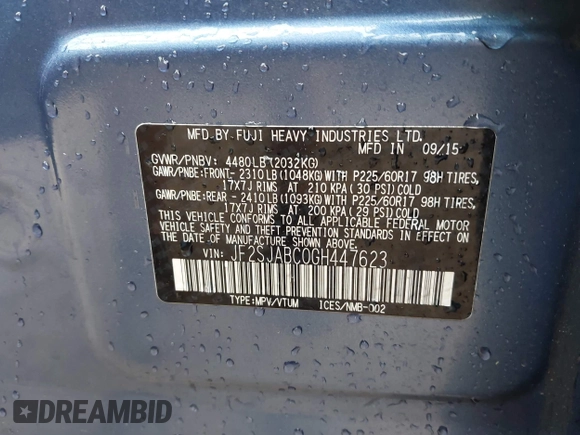 MFD.BY FUJI HEAVY INDUSTRIES LTD.
MFD IN 09/15
GVWR/PNBV: 4480LB(2032KG)
GAWR/PNBE:FRONT-2310LB(1048KG)WITH P225/60R17 98H TIRES,
17X7J RIMS AT 210 KPA (30 PSI)COLD
GAWR/PNBE:REAR -2410LB(1093KG)WITH P225/60R17 98H TIRES,
17X7J RIMS AT 200 KPA (29 PSI)COLD
THIS VEHICLE CONFORMS TO ALL APPLICABLE FEDERAL MOTOR
VEHICLE SAFETY, BUMPER, AND THEFT PREVENTION STANDARDS
IN EFFECT ON THE DATE OF MANUFACTURE SHOWN ABOVE.
VIN: JF2SJABC0GH447623
TYPE:MPV/VTUM ICES/NMB-002
DREAMBID